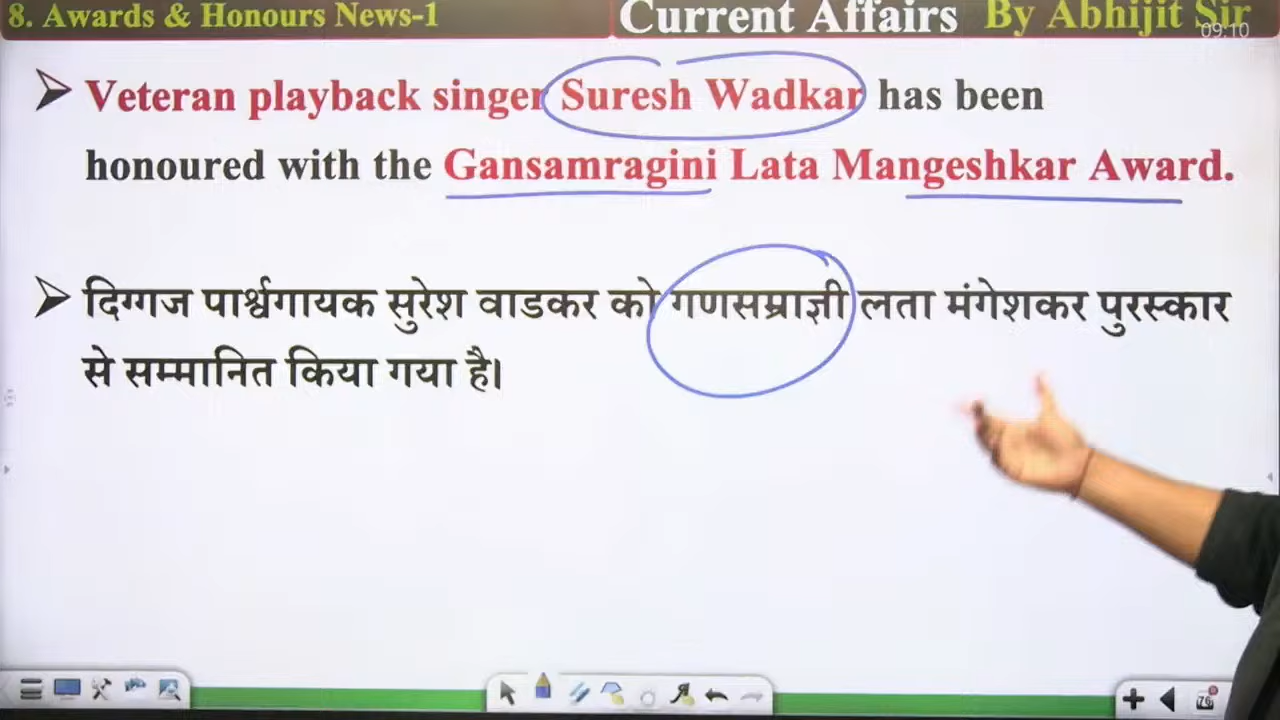 8. Awards & Honours News-1
Current Affairs By Abhijit Sir
09:10
Veteran playback singer Suresh Wadkar has been
honoured with the Gansamragini Lata Mangeshkar Award.
दिग्गज पार्श्वगायक सुरेश वाडकर को गणसम्राज्ञी लता मंगेशकर पुरस्कार
से सम्मानित किया गया है।
76